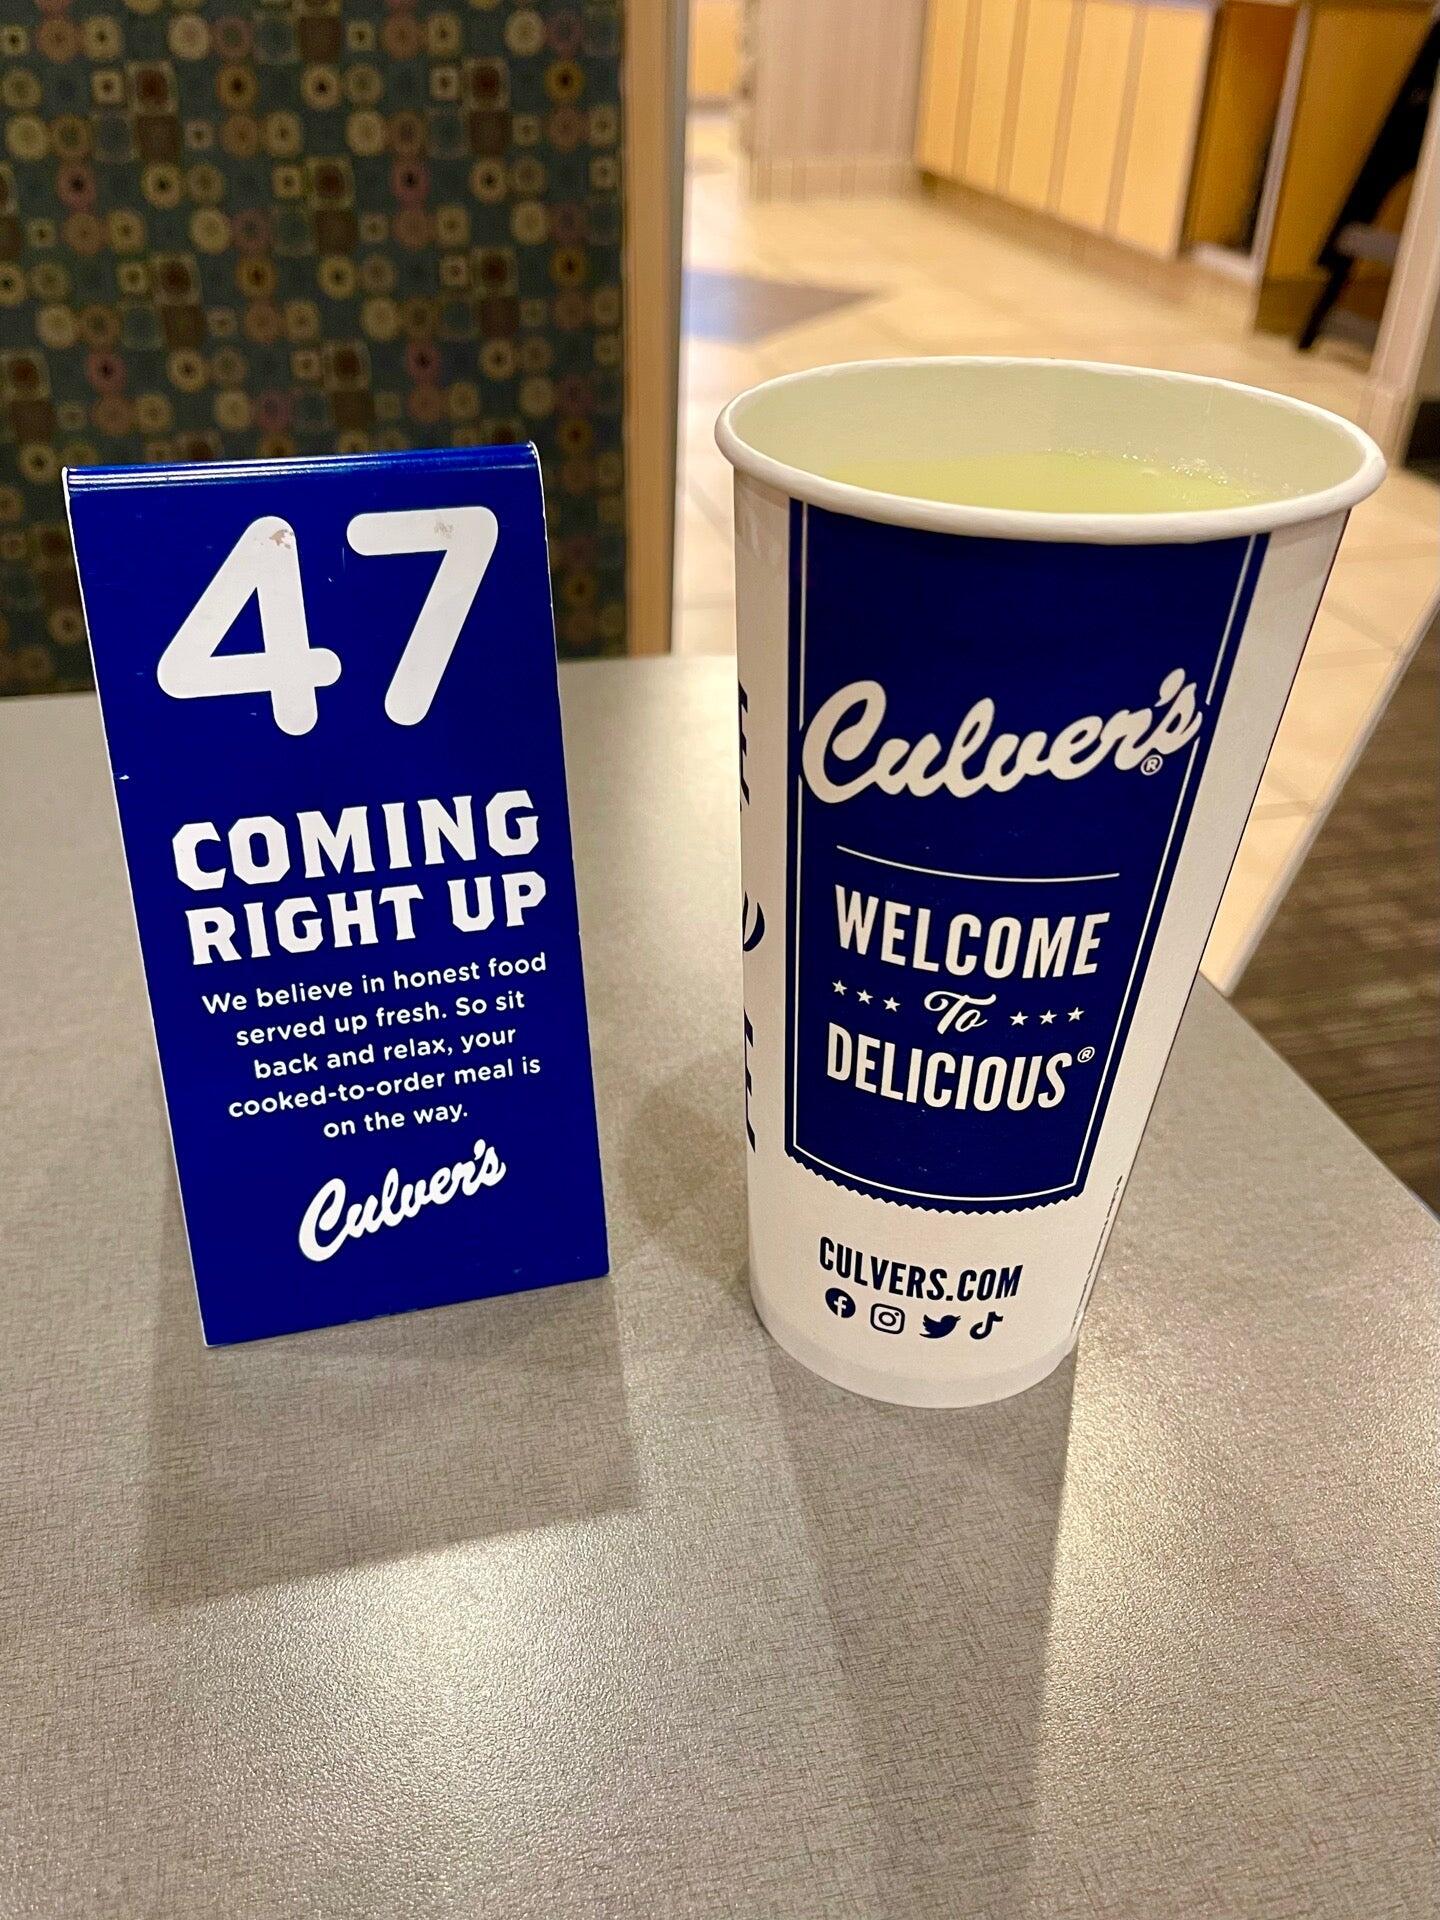 47
COMING
RIGHT UP
We believe in honest food
served up fresh. So sit
back and relax, your
cooked-to-order meal is
on the way.
Culver's
Culver's®
WELCOME
To
DELICIOUS®
CULVERS.COM